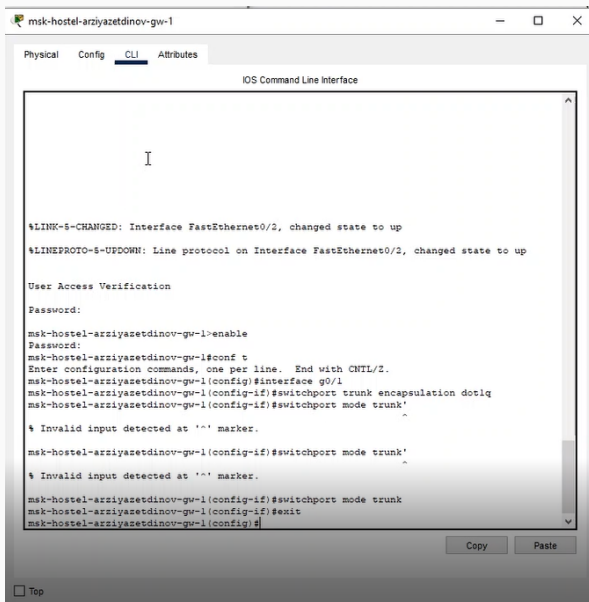 msk-hostel-arziyazetdinov-gw-1
Physical Config CLI Attributes
IOS Command Line Interface
%LINK-5-CHANGED: Interface FastEthernet0/2, changed state to up
%LINEPROTO-5-UPDOWN: Line protocol on Interface FastEthernet0/2, changed state to up
User Access Verification
Password:
msk-hostel-arziyazetdinov-gw-1>enable
Password:
msk-hostel-arziyazetdinov-gw-1#conf t
Enter configuration commands, one per line. End with CNTL/Z.
msk-hostel-arziyazetdinov-gw-1(config)#interface g0/1
msk-hostel-arziyazetdinov-gw-1(config-if)#switchport trunk encapsulation dot1q
msk-hostel-arziyazetdinov-gw-1(config-if)#switchport mode trunk'
^
% Invalid input detected at '^' marker.
msk-hostel-arziyazetdinov-gw-1(config-if)#switchport mode trunk'
^
% Invalid input detected at '^' marker.
msk-hostel-arziyazetdinov-gw-1(config-if)#switchport mode trunk
msk-hostel-arziyazetdinov-gw-1(config-if)#exit
msk-hostel-arziyazetdinov-gw-1(config)#
Copy Paste
Top